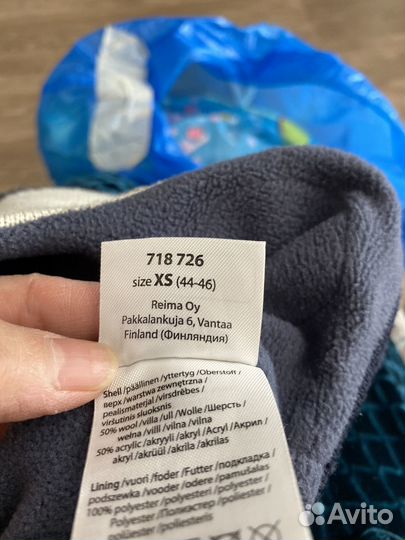 718 726
size XS (44-46)
Reima Oy
Pakkalankuja 6, Vantaa
Finland (Финляндия)
Shell / päällinen / yttertyg / Oberstoff /
верх / warstwa zewnętrzna /
pealismaterjal / virsdrēbes /
viršutinis sluoksnis
50% wool / villa / ull / Wolle / Шерсть /
wełna / vill / vilna / vilna
50% acrylic / akryyli / akryl / Acryl / Акрил /
akryl / akrüül / akrila / akrilas
Lining / vuori / foder / Futter / подкладка /
podszewka / vooder / odere / pamušalas
100% polyester / polyesteri / polyester /
Polyester /
poliester /
Avito